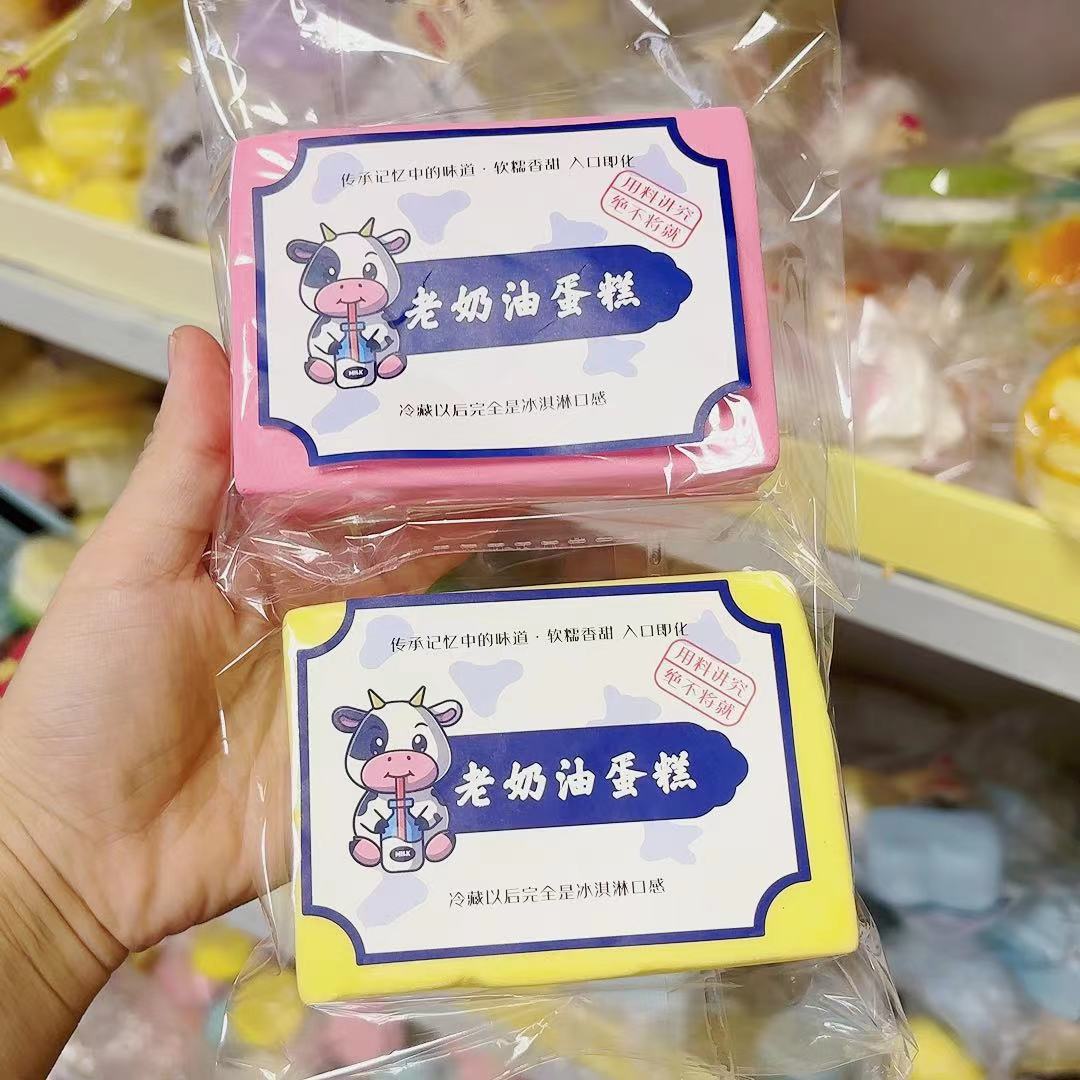 传承记忆中的味道·软糯香甜 入口即化
用料讲究
绝不将就
老奶油蛋糕
MILK
冷藏以后完全是冰淇淋口感
传承记忆中的味道·软糯香甜 入口即化
用料讲究
绝不将就
老奶油蛋糕
MILK
冷藏以后完全是冰淇淋口感